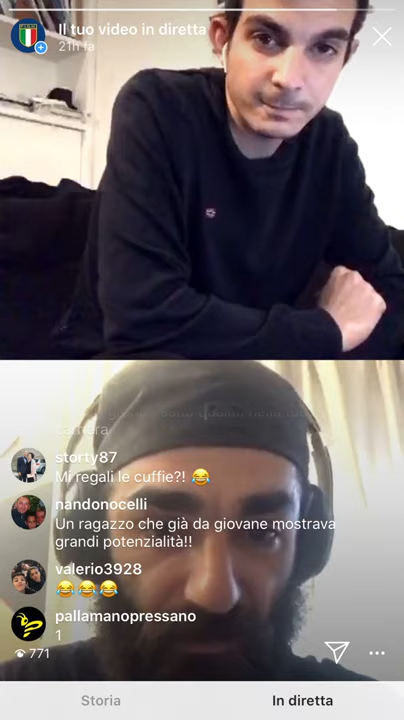 Il tuo video in diretta
21h fa
camera
storty87
Mi regali le cuffie?! 😂
nandonocelli
Un ragazzo che già da giovane mostrava
grandi potenzialità!!
valerio3928
😂😂😂
pallamanopressano
1
771
Storia
In diretta